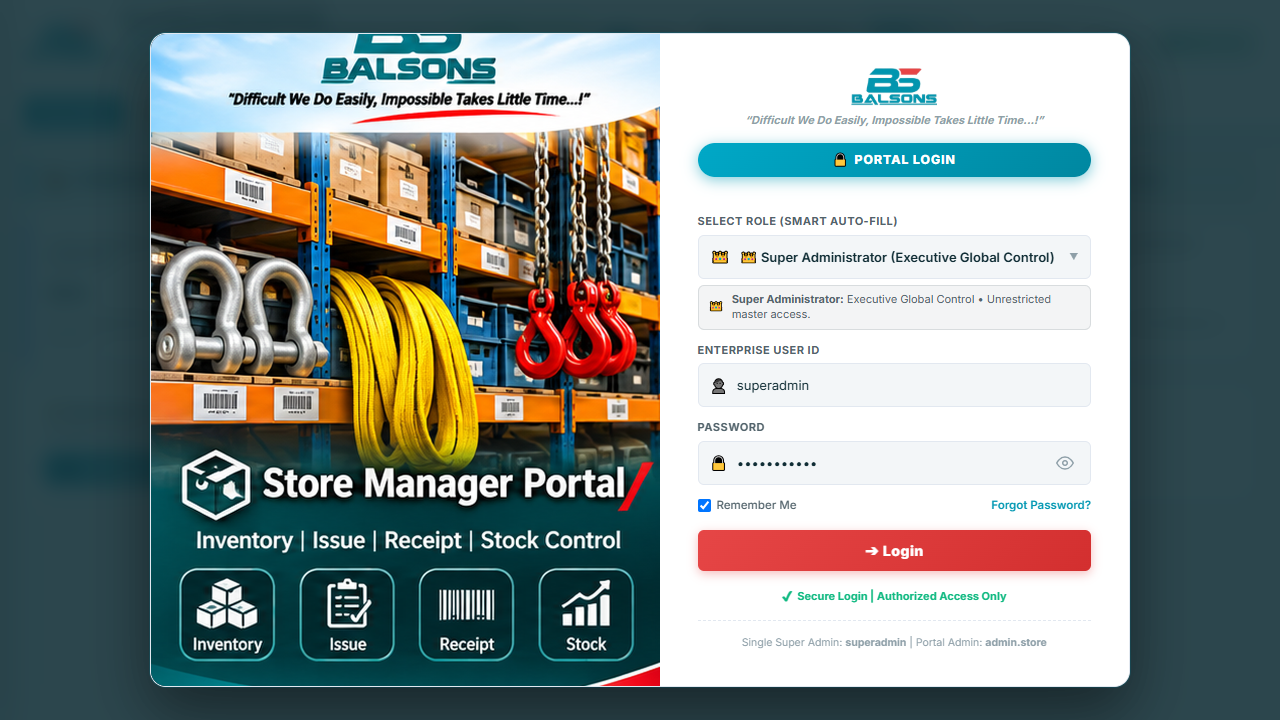 BS
BALSONS
"Difficult We Do Easily, Impossible Takes Little Time...!"
Store Manager Portal
Inventory | Issue | Receipt | Stock Control
Inventory
Issue
Receipt
Stock
BS
BALSONS
"Difficult We Do Easily, Impossible Takes Little Time...!"
PORTAL LOGIN
SELECT ROLE (SMART AUTO-FILL)
Super Administrator (Executive Global Control)
Super Administrator: Executive Global Control • Unrestricted
master access.
ENTERPRISE USER ID
superadmin
PASSWORD
•••••••••••
Remember Me
Forgot Password?
➔ Login
✔ Secure Login | Authorized Access Only
Single Super Admin: superadmin | Portal Admin: admin.store